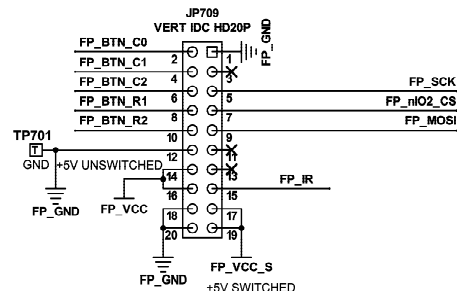 JP709
VERT IDC HD20P
FP_GND
FP_BTN_C0
2
1
FP_BTN_C1
4
3
FP_BTN_C2
FP_SCK
6
5
FP_BTN_R1
FP_nIO2_CS
8
7
FP_BTN_R2
FP_MOSI
10
9
TP701
T
GND
+5V UNSWITCHED
12
11
14
13
FP_IR
FP_GND
FP_VCC
16
15
18
17
20
19
FP_GND
FP_VCC_S
+5V SWITCHED